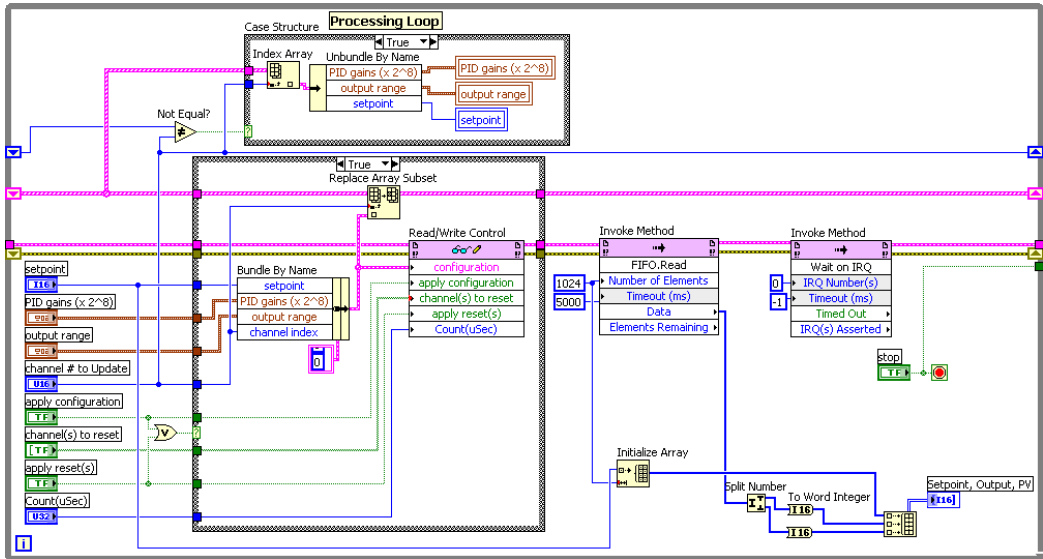 Processing Loop
Case Structure
True
Index Array
Unbundle By Name
PID gains (x 2^8)
PID gains (x 2^8)
output range
output range
setpoint
setpoint
Not Equal?
?
True
Replace Array Subset
Read/Write Control
configuration
apply configuration
channel(s) to reset
apply reset(s)
Count(uSec)
Invoke Method
FIFO.Read
1024
Number of Elements
5000
Timeout (ms)
Data
Elements Remaining
Invoke Method
Wait on IRQ
0
IRQ Number(s)
-1
Timeout (ms)
Timed Out
IRQ(s) Asserted
setpoint
I16
PID gains (x 2^8)
output range
channel # to Update
U16
apply configuration
TF
channel(s) to reset
[TF
apply reset(s)
TF
Count(uSec)
U32
Bundle By Name
setpoint
PID gains (x 2^8)
output range
channel index
0
?
V
stop
TF
Initialize Array
Split Number
To Word Integer
I16
I16
Setpoint, Output, PV
I16]
i